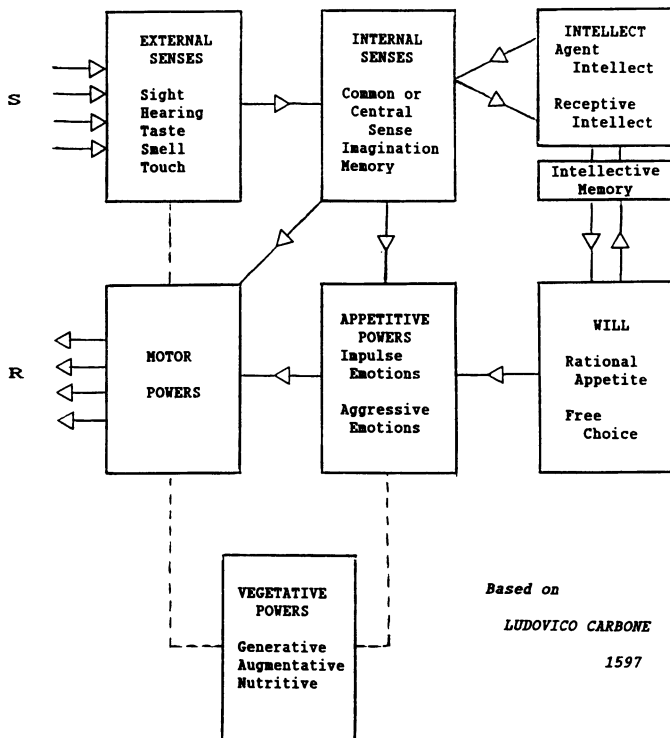 S
EXTERNAL
SENSES
Sight
Hearing
Taste
Smell
Touch
INTERNAL
SENSES
Common or
Central
Sense
Imagination
Memory
INTELLECT
Agent
Intellect
Receptive
Intellect
Intellective
Memory
R
MOTOR
POWERS
APPETITIVE
POWERS
Impulse
Emotions
Aggressive
Emotions
WILL
Rational
Appetite
Free
Choice
VEGETATIVE
POWERS
Generative
Augmentative
Nutritive
Based on
LUDOVICO CARBONE
1597